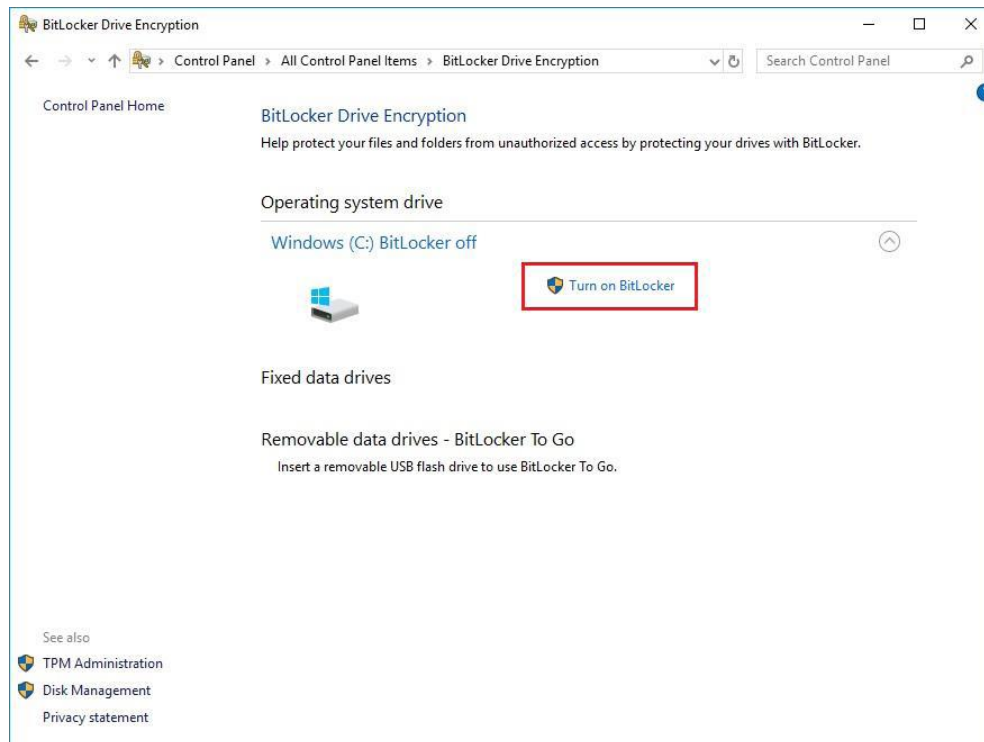 BitLocker Drive Encryption
Control Panel > All Control Panel Items > BitLocker Drive Encryption
Search Control Panel
Control Panel Home
BitLocker Drive Encryption
Help protect your files and folders from unauthorized access by protecting your drives with BitLocker.
Operating system drive
Windows (C:) BitLocker off
Turn on BitLocker
Fixed data drives
Removable data drives - BitLocker To Go
Insert a removable USB flash drive to use BitLocker To Go.
See also
TPM Administration
Disk Management
Privacy statement